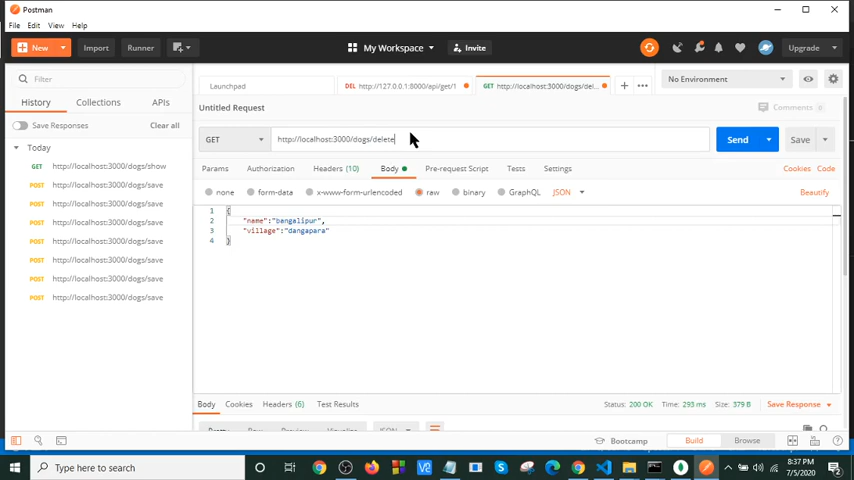 Postman
File Edit View Help
New Import Runner My Workspace Invite Upgrade
Filter
History Collections APIs
Save Responses Clear all
Today
GET http://localhost:3000/dogs/show
POST http://localhost:3000/dogs/save
POST http://localhost:3000/dogs/save
POST http://localhost:3000/dogs/save
POST http://localhost:3000/dogs/save
POST http://localhost:3000/dogs/save
POST http://localhost:3000/dogs/save
POST http://localhost:3000/dogs/save
Launchpad DEL http://127.0.0.1:8000/api/get/1 GET http://localhost:3000/dogs/del... No Environment
Untitled Request Comments 0
GET http://localhost:3000/dogs/delete Send Save
Params Authorization Headers (10) Body Pre-request Script Tests Settings Cookies Code
none form-data x-www-form-urlencoded raw binary GraphQL JSON Beautify
1 {
2 "name":"bangalipur",
3 "village":"dangapara"
4 }
Body Cookies Headers (6) Test Results Status: 200 OK Time: 293 ms Size: 379 B Save Response
Bootcamp Build Browse
Type here to search
8:37 PM
7/5/2020